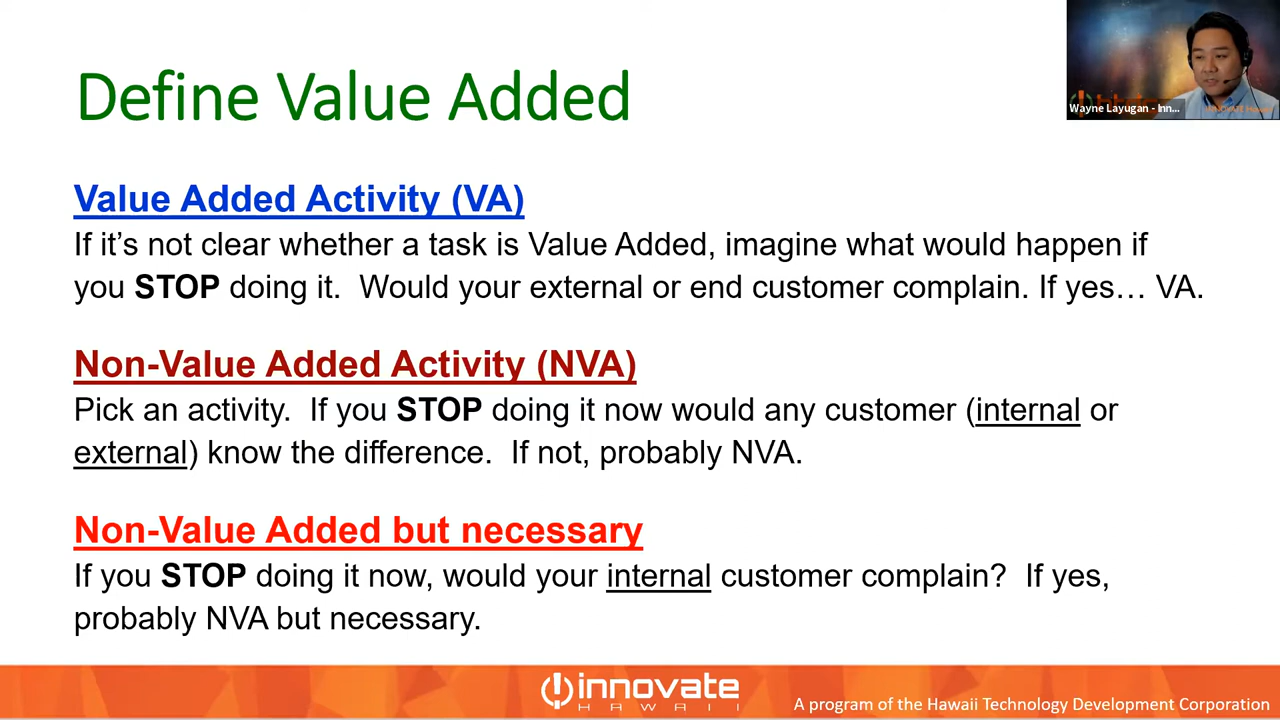 Define Value Added
Wayne Layugan - Inn...
Value Added Activity (VA)
If it’s not clear whether a task is Value Added, imagine what would happen if
you STOP doing it.  Would your external or end customer complain. If yes… VA.
Non-Value Added Activity (NVA)
Pick an activity.  If you STOP doing it now would any customer (internal or
external) know the difference.  If not, probably NVA.
Non-Value Added but necessary
If you STOP doing it now, would your internal customer complain?  If yes,
probably NVA but necessary.
innovate
HAWAII
A program of the Hawaii Technology Development Corporation